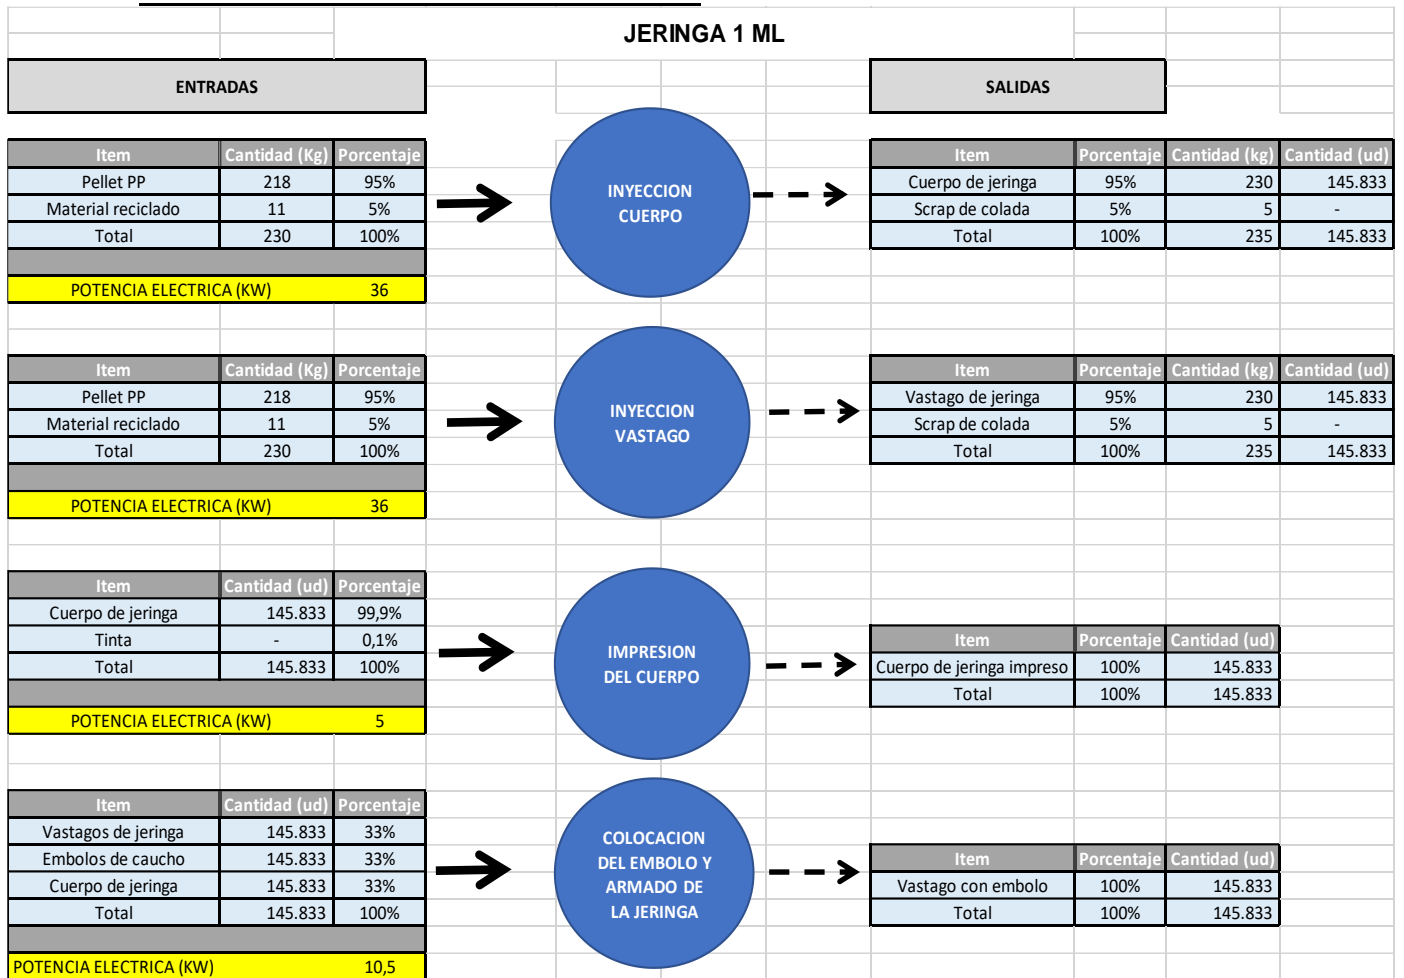 JERINGA 1 ML
ENTRADAS
SALIDAS
Item Cantidad (Kg) Porcentaje
Pellet PP 218 95%
Material reciclado 11 5%
Total 230 100%
POTENCIA ELECTRICA (KW) 36
INYECCION
CUERPO
Item Porcentaje Cantidad (kg) Cantidad (ud)
Cuerpo de jeringa 95% 230 145.833
Scrap de colada 5% 5 -
Total 100% 235 145.833
Item Cantidad (Kg) Porcentaje
Pellet PP 218 95%
Material reciclado 11 5%
Total 230 100%
POTENCIA ELECTRICA (KW) 36
INYECCION
VASTAGO
Item Porcentaje Cantidad (kg) Cantidad (ud)
Vastago de jeringa 95% 230 145.833
Scrap de colada 5% 5 -
Total 100% 235 145.833
Item Cantidad (ud) Porcentaje
Cuerpo de jeringa 145.833 99,9%
Tinta - 0,1%
Total 145.833 100%
POTENCIA ELECTRICA (KW) 5
IMPRESION
DEL CUERPO
Item Porcentaje Cantidad (ud)
Cuerpo de jeringa impreso 100% 145.833
Total 100% 145.833
Item Cantidad (ud) Porcentaje
Vastagos de jeringa 145.833 33%
Embolos de caucho 145.833 33%
Cuerpo de jeringa 145.833 33%
Total 145.833 100%
POTENCIA ELECTRICA (KW) 10,5
COLOCACION
DEL EMBOLO Y
ARMADO DE
LA JERINGA
Item Porcentaje Cantidad (ud)
Vastago con embolo 100% 145.833
Total 100% 145.833